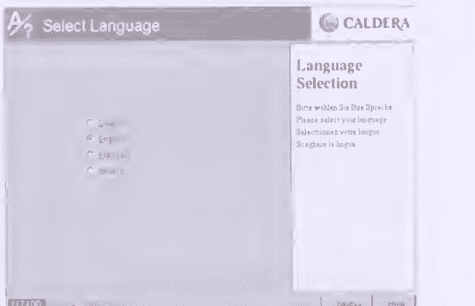 A/?
Select Language
CALDERA
Language
Selection
Bitte wählen Sie Ihre Sprache
Please select your language
Sélectionnez votre langue
Scegliere la lingua
English
Help